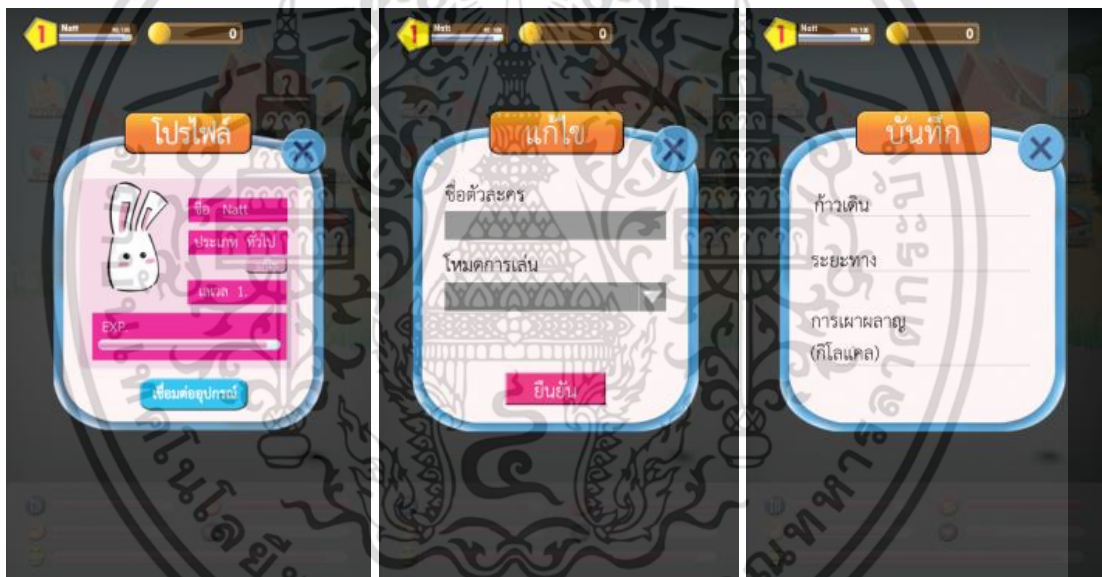 1
Natt
0
โปรไฟล์
ชื่อ Natt
ประเภท ทั่วไป
เลเวล 1.
EXP.
เชื่อมต่ออุปกรณ์
1
Natt
0
แก้ไข
ชื่อตัวละคร
โหมดการเล่น
ยืนยัน
1
Natt
0
บันทึก
ก้าวเดิน
ระยะทาง
การเผาผลาญ
(กิโลแคล)